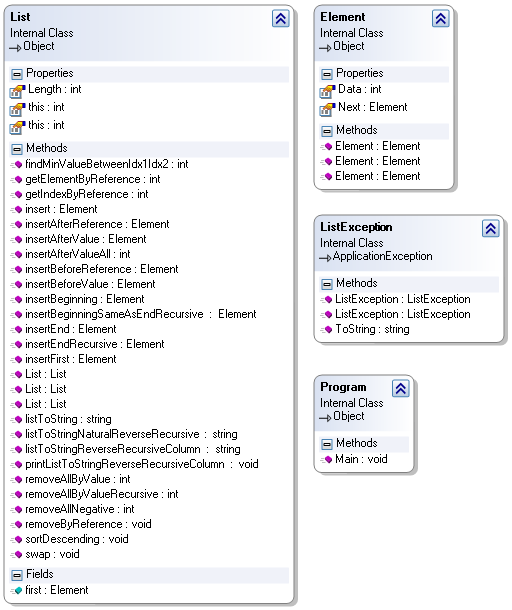 List
Internal Class
Object
Properties
Length : int
this : int
this : int
Methods
findMinValueBetweenIdx1Idx2 : int
getElementByReference : int
getIndexByReference : int
insert : Element
insertAfterReference : Element
insertAfterValue : Element
insertAfterValueAll : int
insertBeforeReference : Element
insertBeforeValue : Element
insertBeginning : Element
insertBeginningSameAsEndRecursive : Element
insertEnd : Element
insertEndRecursive : Element
insertFirst : Element
List : List
List : List
List : List
listToString : string
listToStringNaturalReverseRecursive : string
listToStringReverseRecursiveColumn : string
printListToStringReverseRecursiveColumn : void
removeAllByValue : int
removeAllByValueRecursive : int
removeAllNegative : int
removeByReference : void
sortDescending : void
swap : void
Fields
first : Element
Element
Internal Class
Object
Properties
Data : int
Next : Element
Methods
Element : Element
Element : Element
Element : Element
ListException
Internal Class
ApplicationException
Methods
ListException : ListException
ListException : ListException
ToString : string
Program
Internal Class
Object
Methods
Main : void